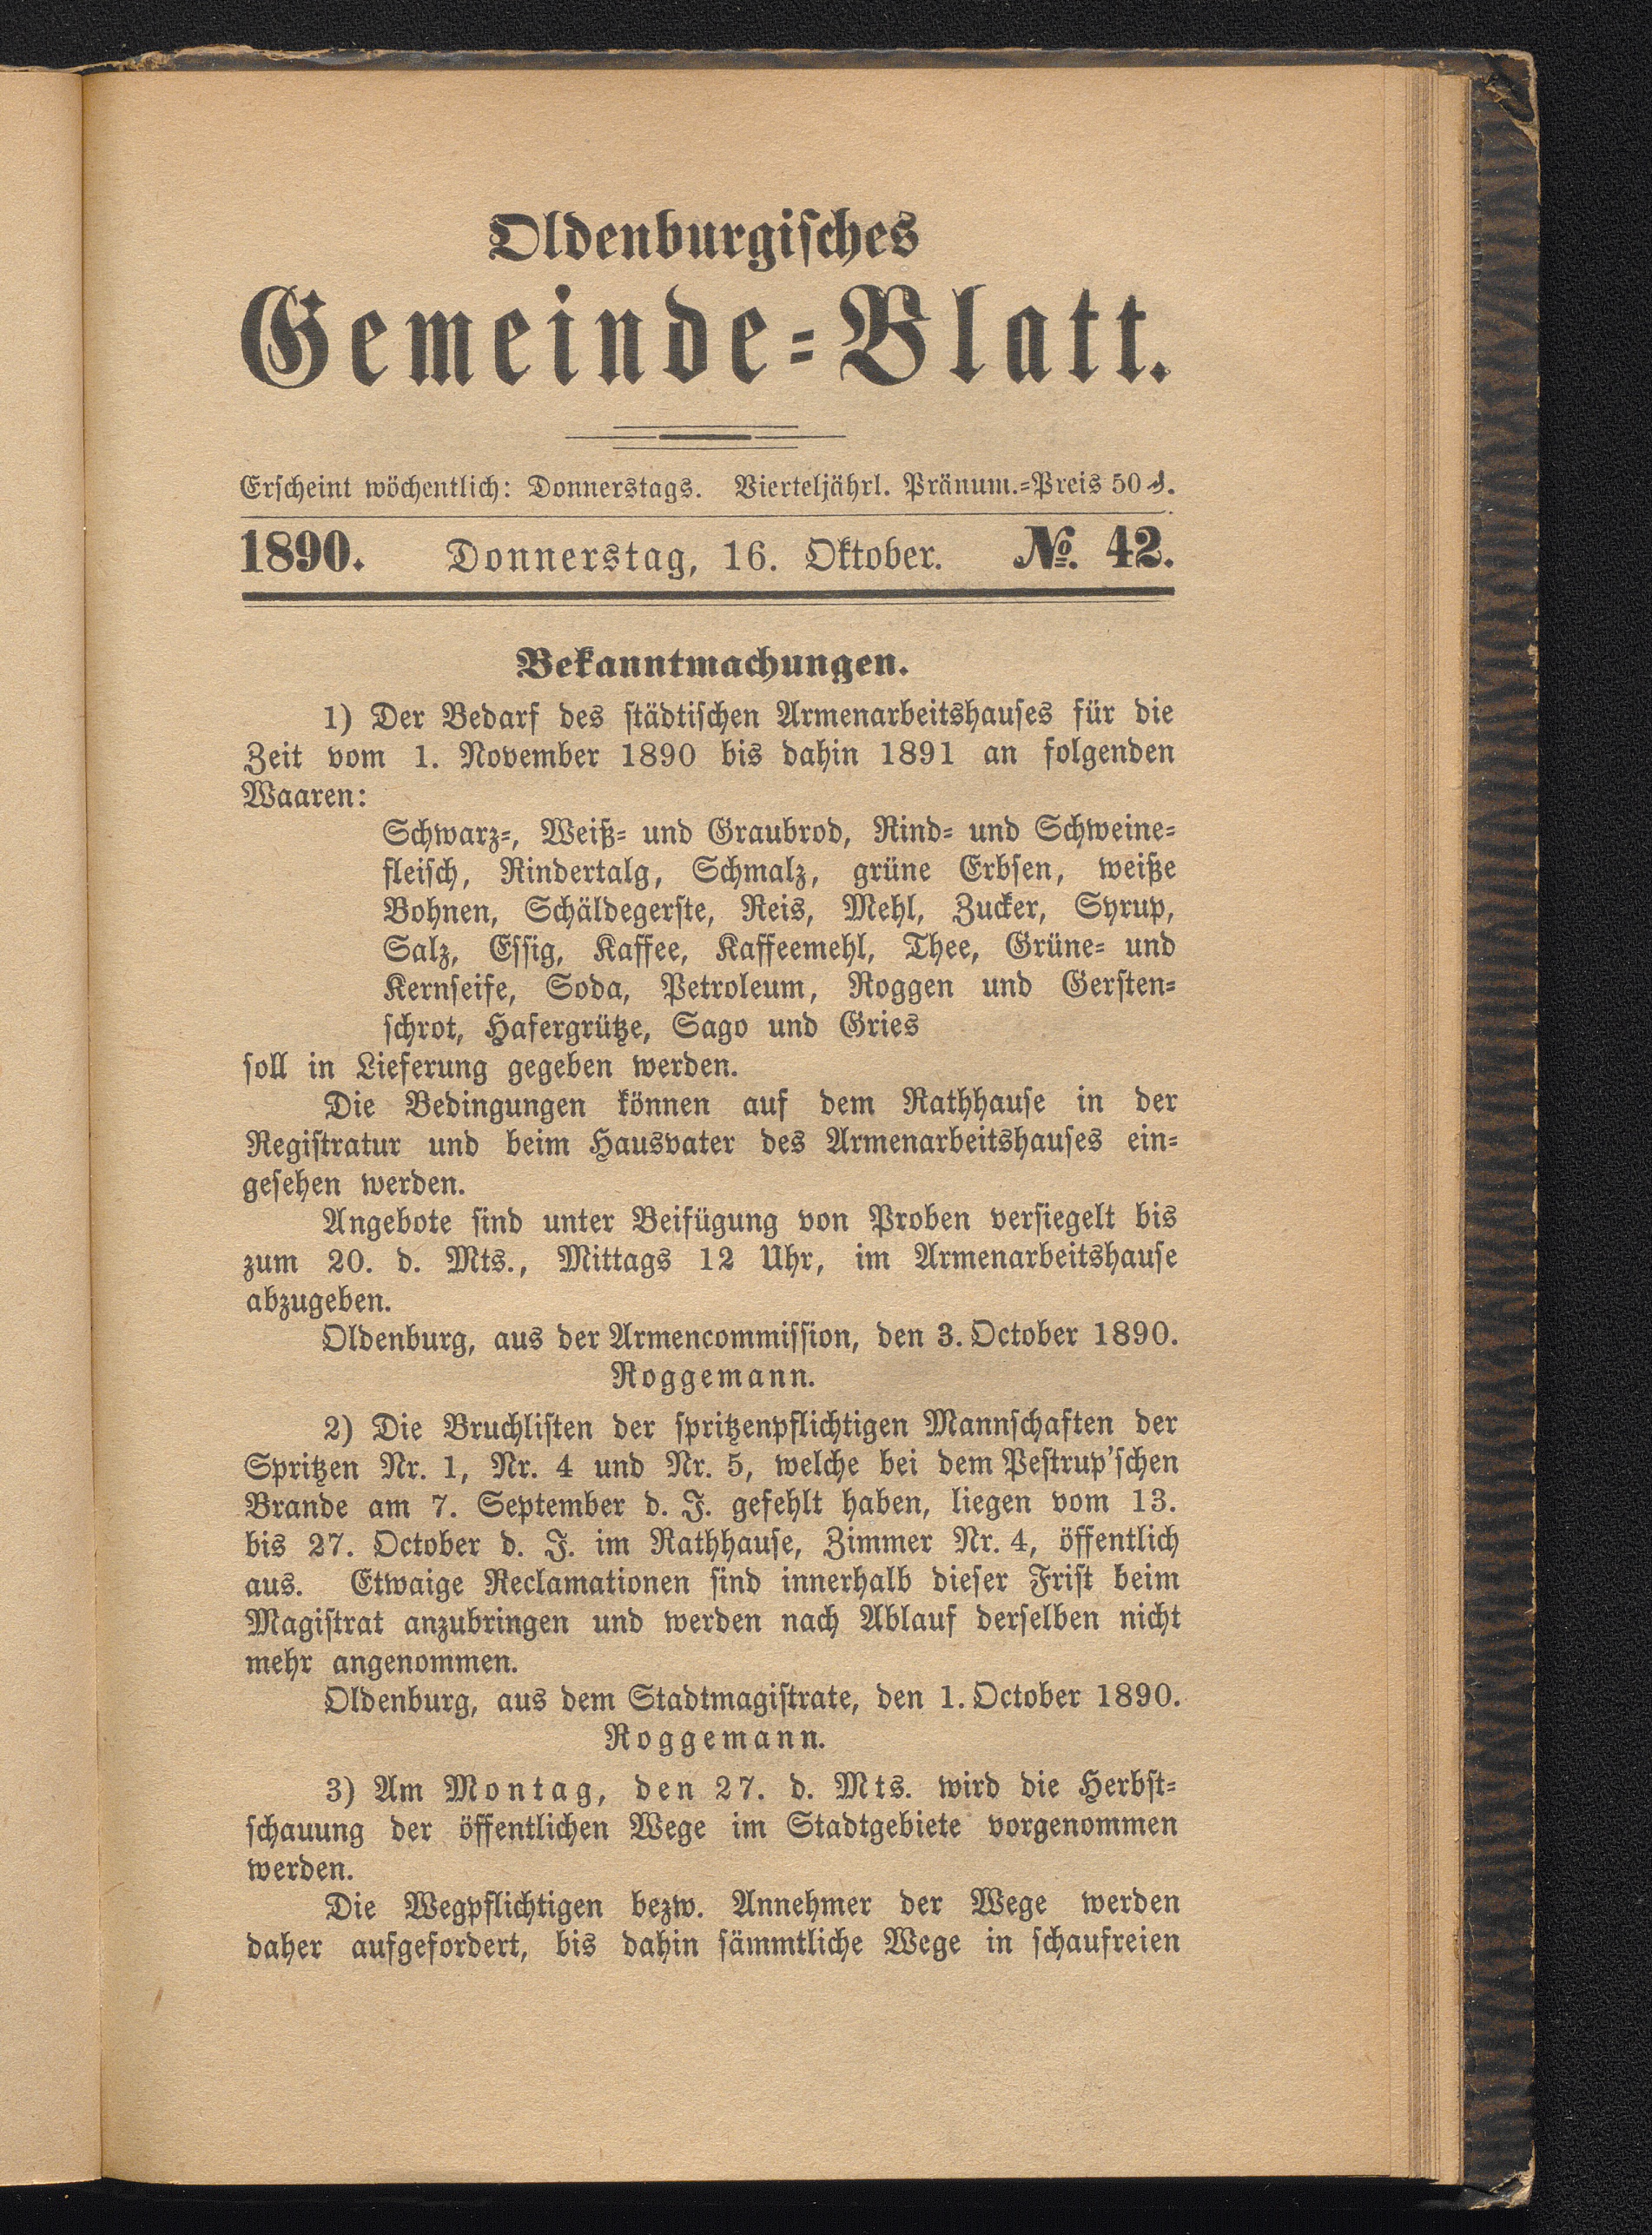 Oldenburgisches
Gemeinde-Blatt.
Erscheint wöchentlich: Donnerstags. Vierteljährl. Pränum.-Preis 50 ₰.
1890. Donnerstag, 16. Oktober. №. 42.
Bekanntmachungen.
1) Der Bedarf des städtischen Armenarbeitshauses für die
Zeit vom 1. November 1890 bis dahin 1891 an folgenden
Waaren:
Schwarz-, Weiß- und Graubrod, Rind- und Schweine-
fleisch, Rindertalg, Schmalz, grüne Erbsen, weiße
Bohnen, Schäldegerste, Reis, Mehl, Zucker, Syrup,
Salz, Essig, Kaffee, Kaffeemehl, Thee, Grüne- und
Kernseife, Soda, Petroleum, Roggen und Gersten-
schrot, Hafergrütze, Sago und Gries
soll in Lieferung gegeben werden.
Die Bedingungen können auf dem Rathhause in der
Registratur und beim Hausvater des Armenarbeitshauses ein-
gesehen werden.
Angebote sind unter Beifügung von Proben versiegelt bis
zum 20. d. Mts., Mittags 12 Uhr, im Armenarbeitshause
abzugeben.
Oldenburg, aus der Armencommission, den 3. October 1890.
Roggemann.
2) Die Bruchlisten der spritzenpflichtigen Mannschaften der
Spritzen Nr. 1, Nr. 4 und Nr. 5, welche bei dem Pestrup'schen
Brande am 7. September d. J. gefehlt haben, liegen vom 13.
bis 27. October d. J. im Rathhause, Zimmer Nr. 4, öffentlich
aus. Etwaige Reclamationen sind innerhalb dieser Frist beim
Magistrat anzubringen und werden nach Ablauf derselben nicht
mehr angenommen.
Oldenburg, aus dem Stadtmagistrate, den 1. October 1890.
Roggemann.
3) Am Montag, den 27. d. Mts. wird die Herbst-
schauung der öffentlichen Wege im Stadtgebiete vorgenommen
werden.
Die Wegpflichtigen bezw. Annehmer der Wege werden
daher aufgefordert, bis dahin sämmtliche Wege in schaufreien